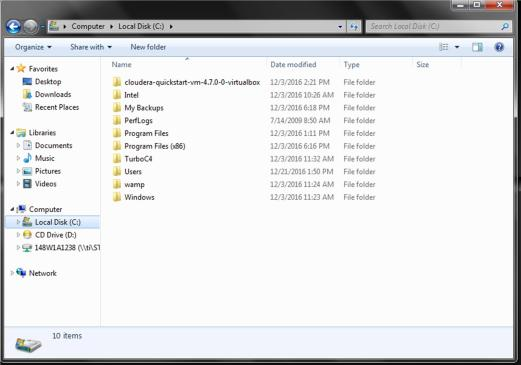 Computer ▸ Local Disk (C:) ▸
Search Local Disk (C:)
Organize ▾ Share with ▾ New folder
Name Date modified Type Size
Favorites
Desktop
Downloads
Recent Places
Libraries
Documents
Music
Pictures
Videos
Computer
Local Disk (C:)
CD Drive (D:)
148W1A1238 (\\ti\ST
Network
cloudera-quickstart-vm-4.7.0-0-virtualbox 12/3/2016 2:21 PM File folder
Intel 12/3/2016 10:26 AM File folder
My Backups 12/3/2016 6:18 PM File folder
PerfLogs 7/14/2009 8:50 AM File folder
Program Files 12/3/2016 1:11 PM File folder
Program Files (x86) 12/3/2016 6:16 PM File folder
TurboC4 12/3/2016 11:32 AM File folder
Users 12/21/2016 1:50 PM File folder
wamp 12/3/2016 11:24 AM File folder
Windows 12/3/2016 11:23 AM File folder
10 items